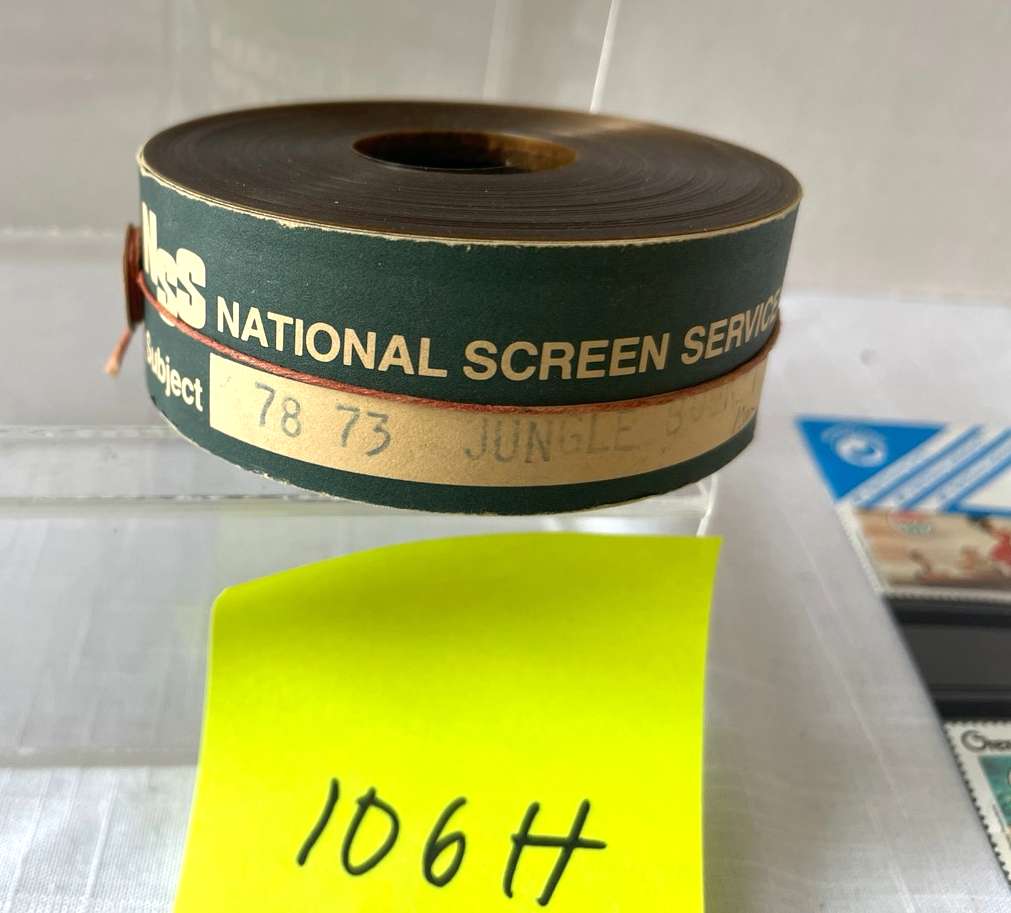 NSS NATIONAL SCREEN SERVICE
Subject 78 73 JUNGLE
106H